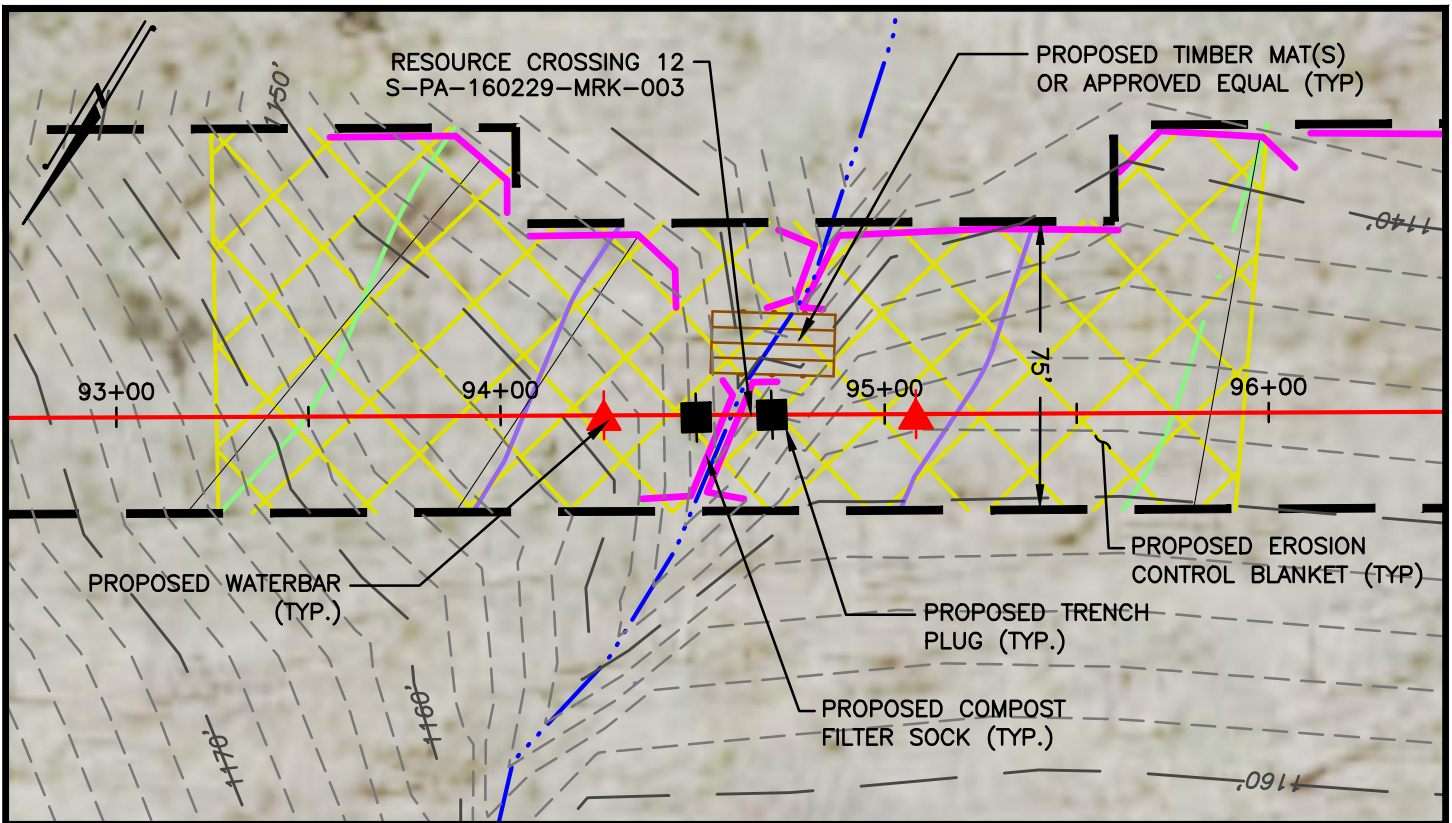 RESOURCE CROSSING 12
S-PA-160229-MRK-003
PROPOSED TIMBER MAT(S)
OR APPROVED EQUAL (TYP)
1150'
N
1140'
93+00
94+00
95+00
96+00
75'
PROPOSED WATERBAR
(TYP.)
PROPOSED EROSION
CONTROL BLANKET (TYP)
PROPOSED TRENCH
PLUG (TYP.)
PROPOSED COMPOST
FILTER SOCK (TYP.)
1170'
1160'
1160'